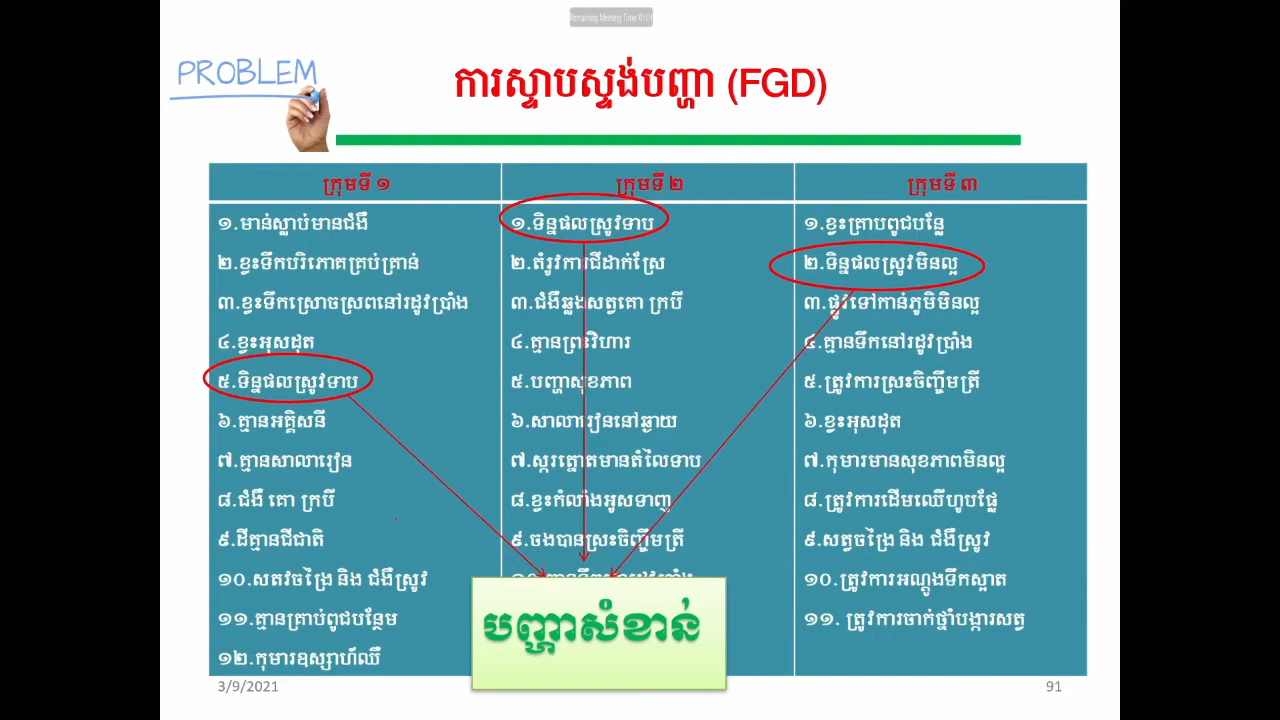 Remaining Meeting Time: 01:01
PROBLEM
ការស្ទាបស្ទង់បញ្ហា (FGD)
ក្រុមទី ១
ក្រុមទី ២
ក្រុមទី ៣
១.មាន់ស្លាប់មានជំងឺ
២.ខ្វះទឹកបរិភោគគ្រប់គ្រាន់
៣.ខ្វះទឹកស្រោចស្រពនៅរដូវប្រាំង
៤.ខ្វះអុសដុត
៥.ទិន្នផលស្រូវទាប
៦.គ្មានអគ្គិសនី
៧.គ្មានសាលារៀន
៨.ជំងឺ គោ ក្របី
៩.ដីគ្មានជីជាតិ
១០.សតវចង្រៃ និង ជំងឺស្រូវ
១១.គ្មានគ្រាប់ពូជបន្ថែម
១២.កុមារឧស្សាហ៍ឈឺ
១.ទិន្នផលស្រូវទាប
២.តំរូវការជីដាក់ស្រែ
៣.ជំងឺឆ្លងសត្វគោ ក្របី
៤.គ្មានព្រះវិហារ
៥.បញ្ហាសុខភាព
៦.សាលារៀននៅឆ្ងាយ
៧.ស្ករត្នោតមានតំលៃទាប
៨.ខ្វះកំលាំងអូសទាញ
៩.ចងបានស្រះចិញ្ចឹមត្រី
១.ខ្វះគ្រាបពូជបន្លែ
២.ទិន្នផលស្រូវមិនល្អ
៣.ផ្លូវទៅកាន់ភូមិមិនល្អ
៤.គ្មានទឹកនៅរដូវប្រាំង
៥.ត្រូវការស្រះចិញ្ចឹមត្រី
៦.ខ្វះអុសដុត
៧.កុមារមានសុខភាពមិនល្អ
៨.ត្រូវការដើមឈើហូបផ្លែ
៩.សត្វចង្រៃ និង ជំងឺស្រូវ
១០.ត្រូវការអណ្តូងទឹកស្អាត
១១. ត្រូវការចាក់ថ្នាំបង្ការសត្វ
បញ្ហាសំខាន់
3/9/2021
91